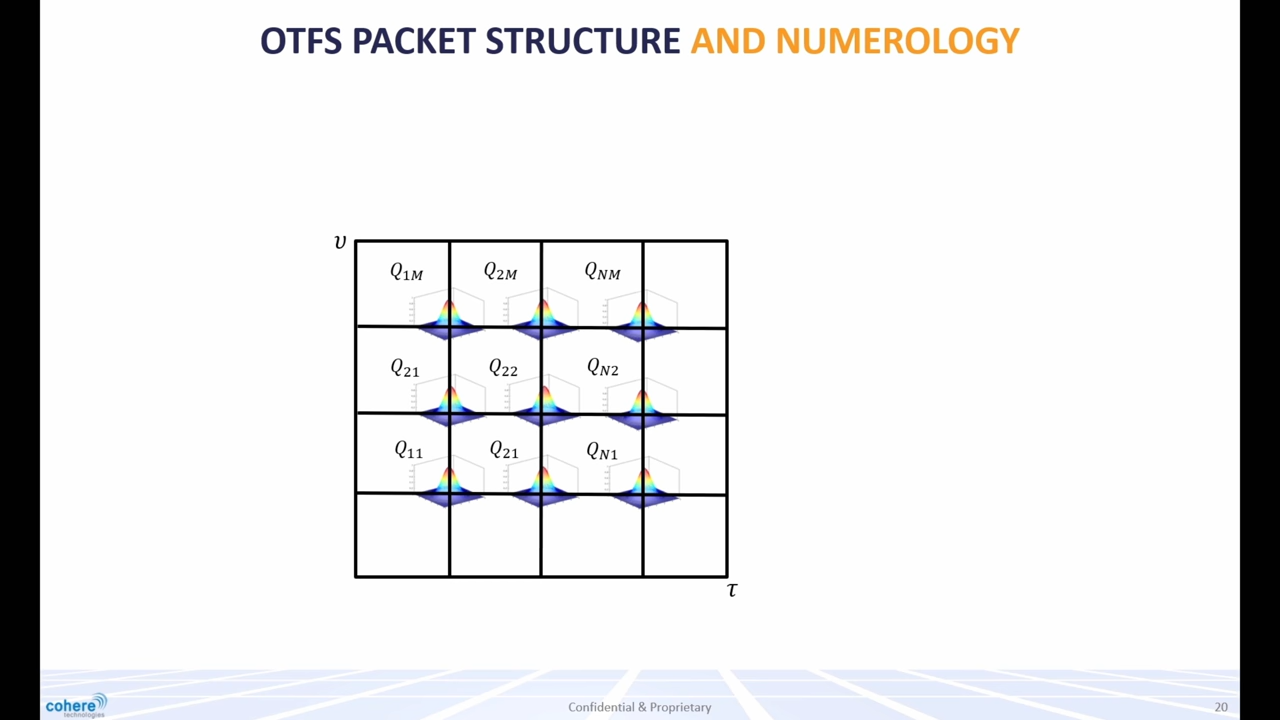 OTFS PACKET STRUCTURE AND NUMEROLOGY
υ
Q1M Q2M QNM
Q21 Q22 QN2
Q11 Q21 QN1
τ
cohere
technologies
Confidential & Proprietary
20